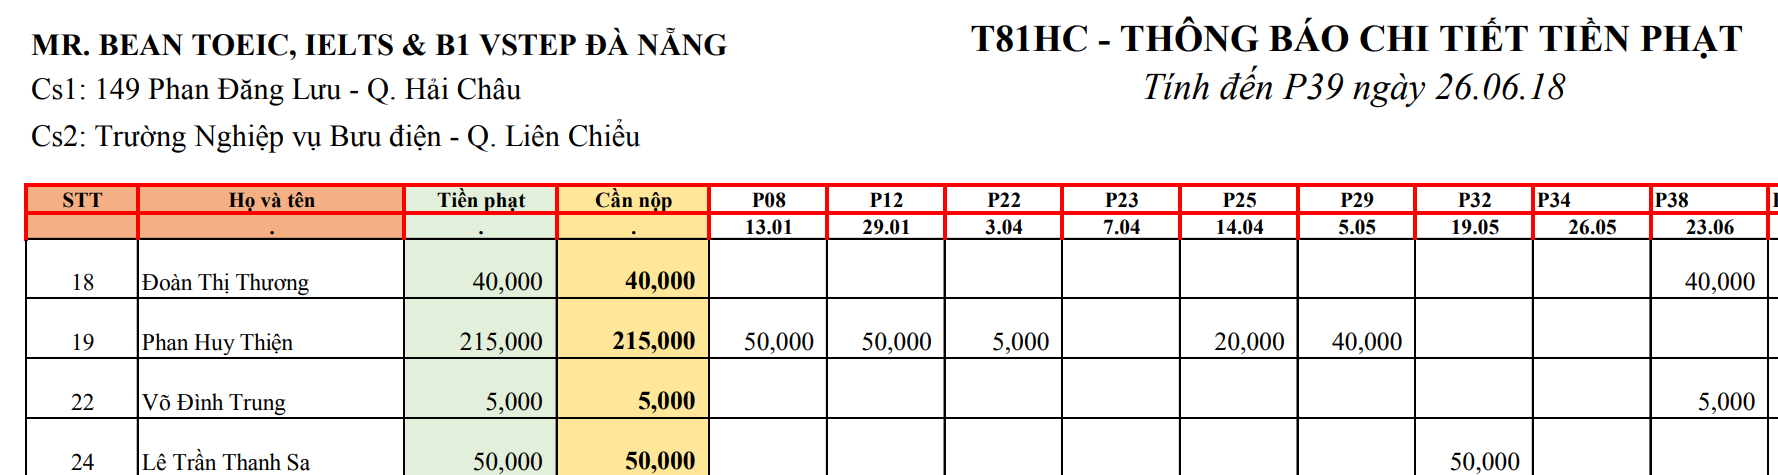 MR. BEAN TOEIC, IELTS & B1 VSTEP ĐÀ NẴNG
Cs1: 149 Phan Đăng Lưu - Q. Hải Châu
Cs2: Trường Nghiệp vụ Bưu điện - Q. Liên Chiểu
T81HC - THÔNG BÁO CHI TIẾT TIỀN PHẠT
Tính đến P39 ngày 26.06.18
STT Họ và tên Tiền phạt Cần nộp P08 P12 P22 P23 P25 P29 P32 P34 P38
. . . 13.01 29.01 3.04 7.04 14.04 5.05 19.05 26.05 23.06
18 Đoàn Thị Thương 40,000 40,000 40,000
19 Phan Huy Thiện 215,000 215,000 50,000 50,000 5,000 20,000 40,000
22 Võ Đình Trung 5,000 5,000 5,000
24 Lê Trần Thanh Sa 50,000 50,000 50,000